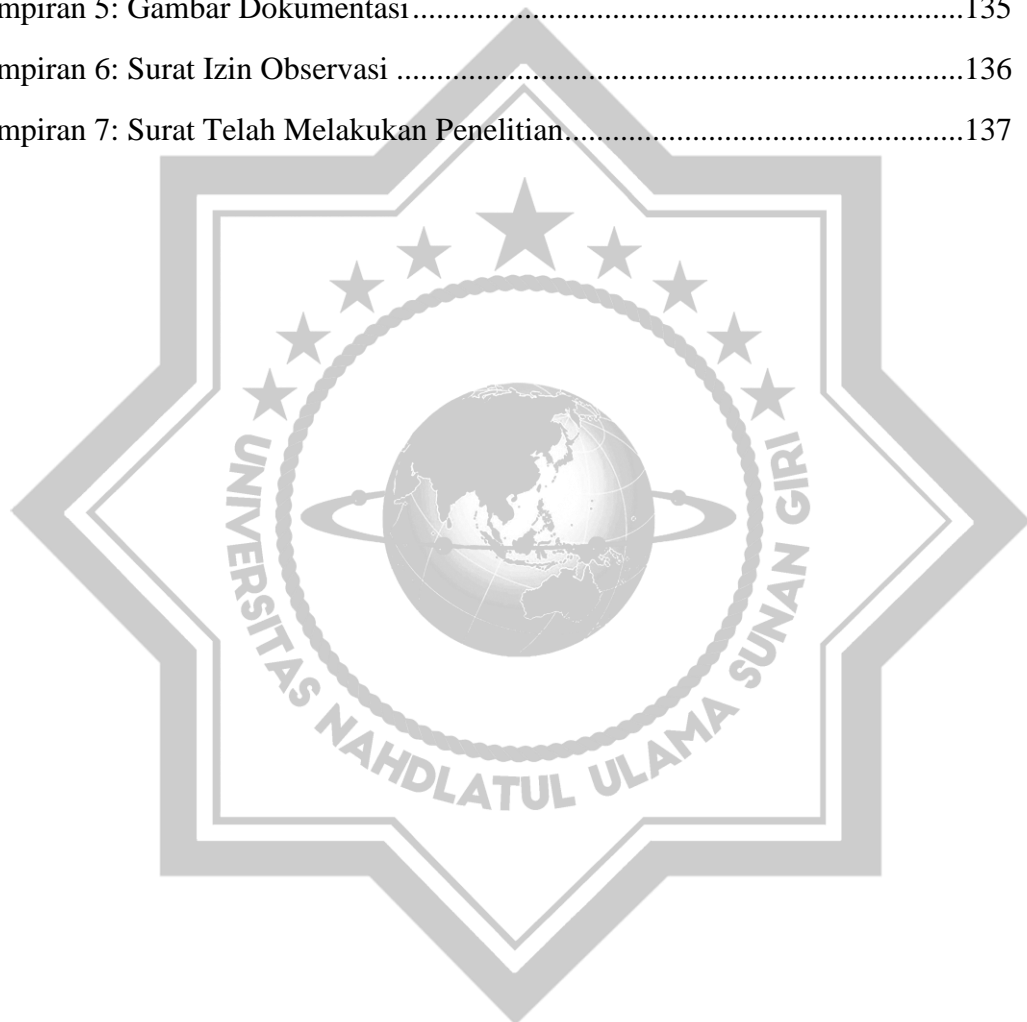 mpiran 5: Gambar Dokumentasi....................................................................................135
mpiran 6: Surat Izin Observasi .......................................................................................136
mpiran 7: Surat Telah Melakukan Penelitian.............................................................137
UNIVERSITAS NAHDLATUL ULAMA SUNAN GIRI